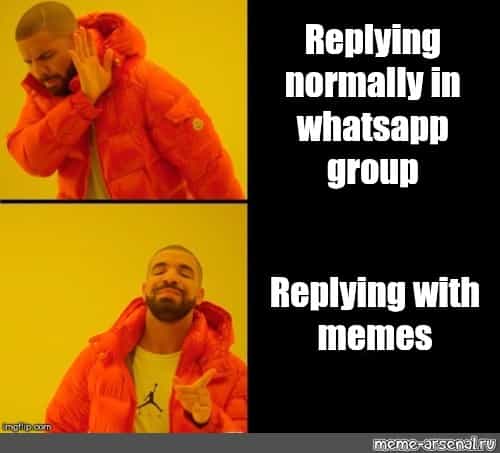 Replying
normally in
whatsapp
group
Replying with
memes
imgflip.com
meme-arsenal.ru